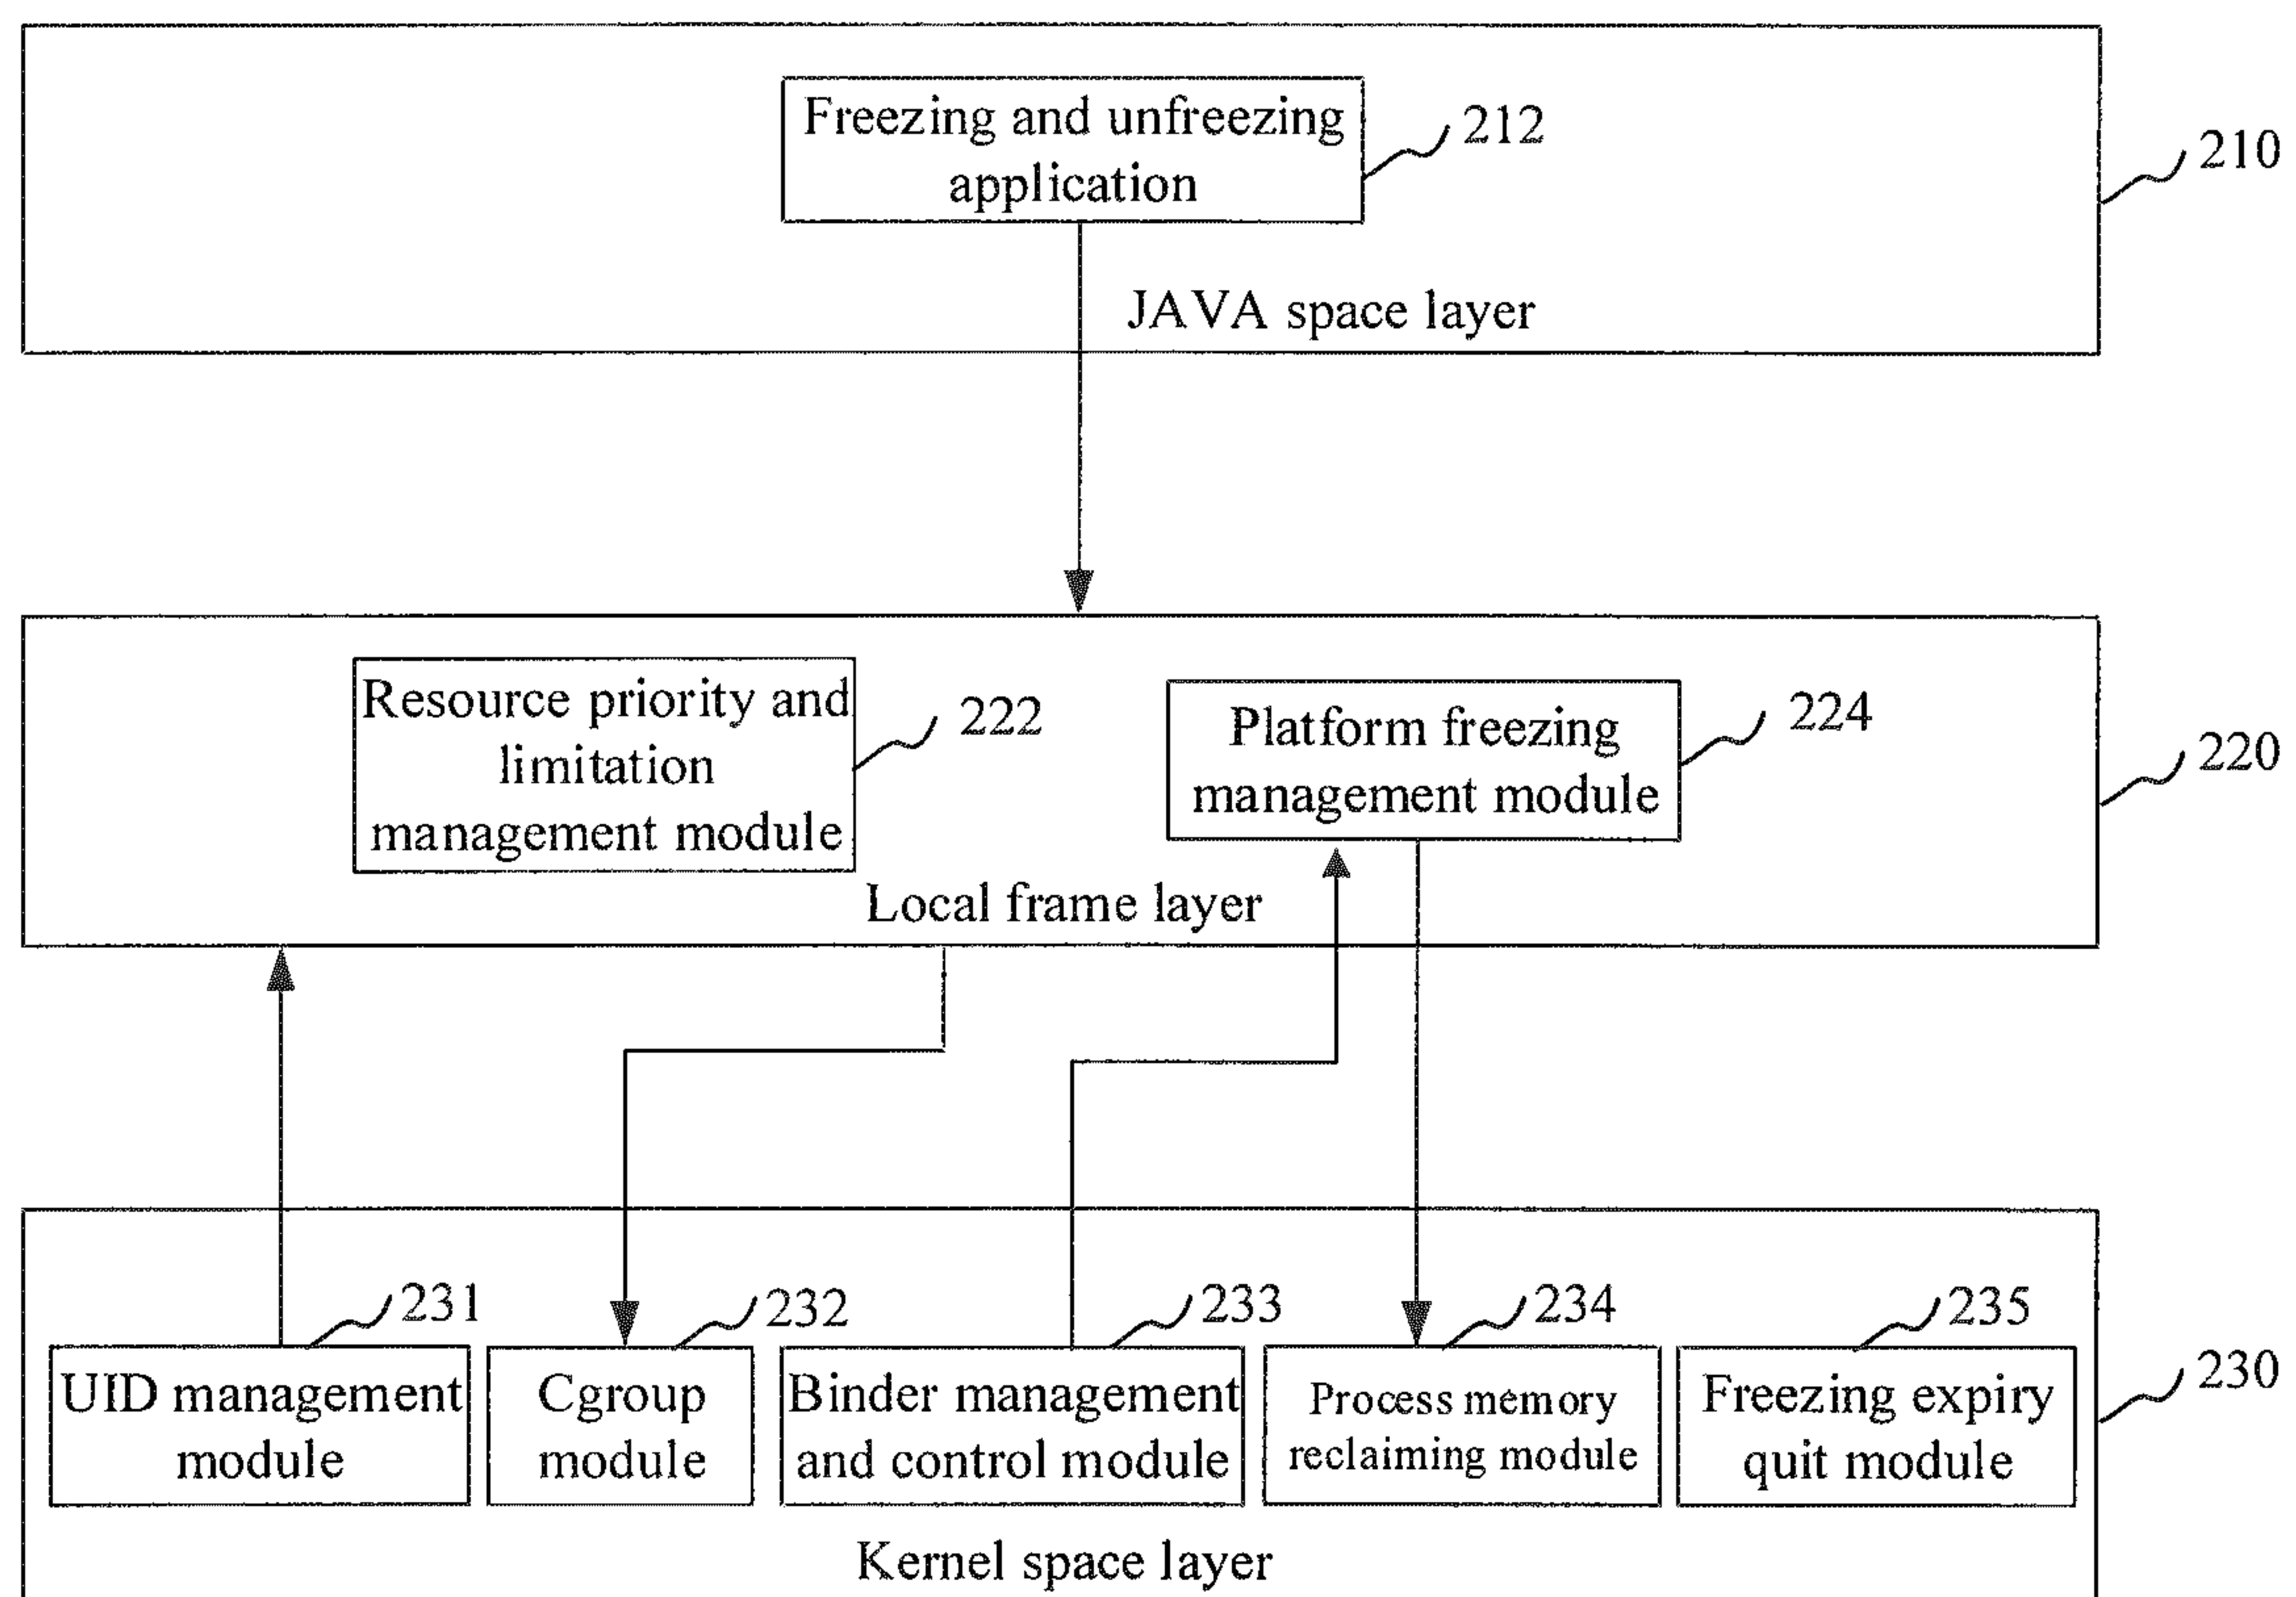 Freezing and unfreezing
application
212
210
JAVA space layer
Resource priority and
limitation
management module
222
Platform freezing
management module
224
220
Local frame layer
231
232
233
234
235
230
UID management
module
Cgroup
module
Binder management
and control module
Process memory
reclaiming module
Freezing expiry
quit module
Kernel space layer